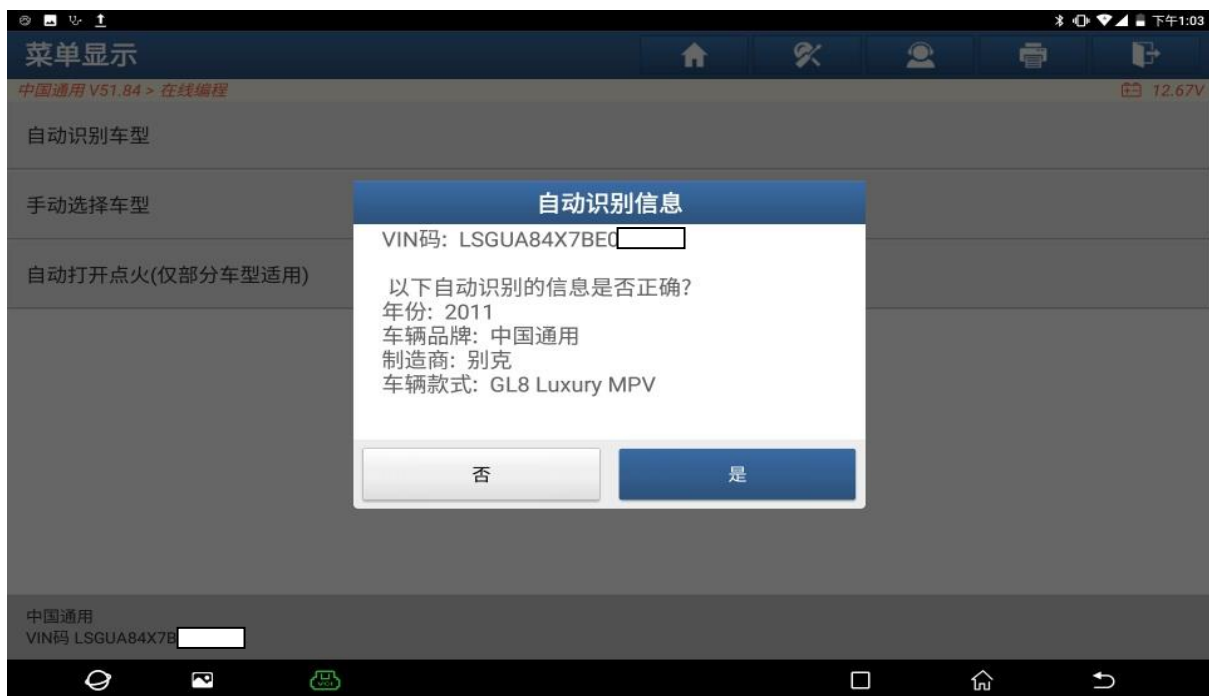 下午1:03
菜单显示
中国通用 V51.84 > 在线编程
12.67V
自动识别车型
手动选择车型
自动打开点火(仅部分车型适用)
自动识别信息
VIN码: LSGUA84X7BE0
以下自动识别的信息是否正确?
年份: 2011
车辆品牌: 中国通用
制造商: 别克
车辆款式: GL8 Luxury MPV
否
是
中国通用
VIN码 LSGUA84X7B
VCI